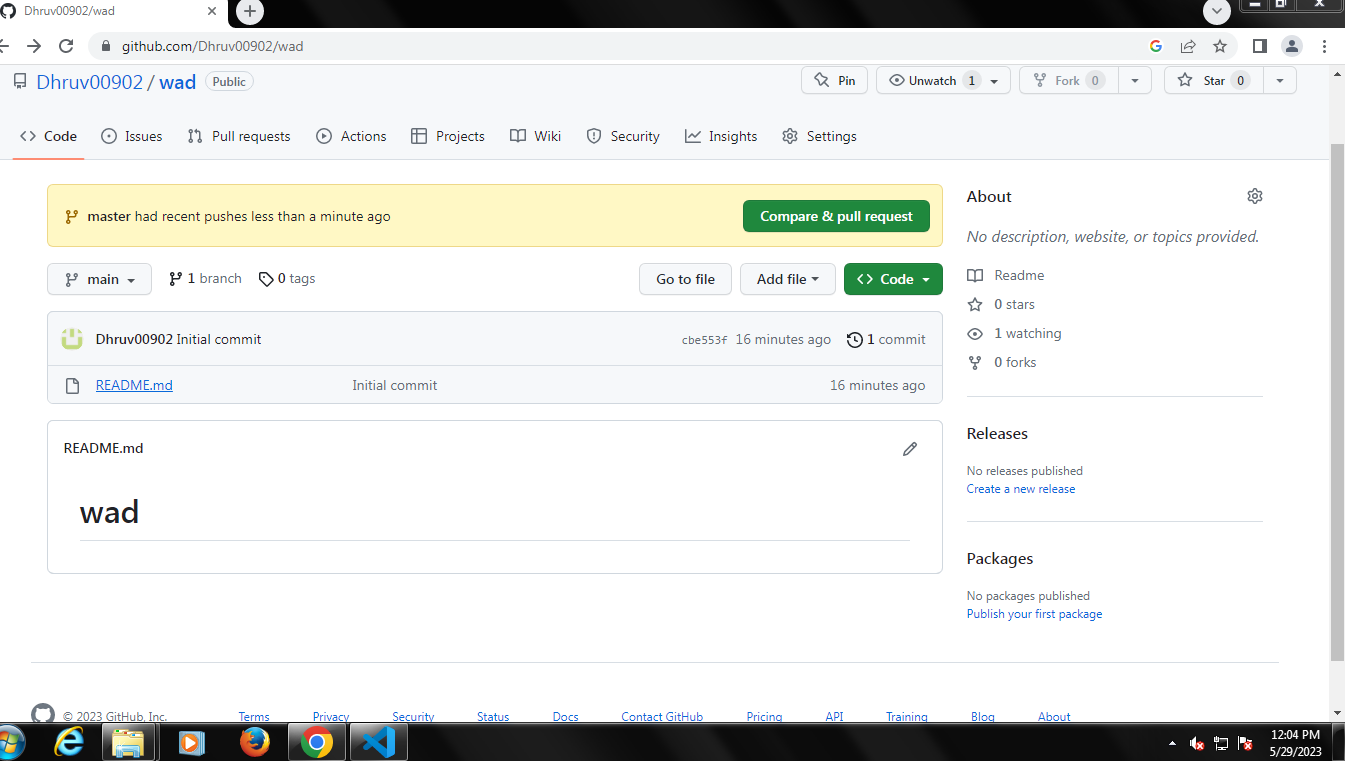 Dhruv00902/wad
github.com/Dhruv00902/wad
Dhruv00902 / wad Public
Pin
Unwatch 1
Fork 0
Star 0
Code Issues Pull requests Actions Projects Wiki Security Insights Settings
master had recent pushes less than a minute ago
Compare & pull request
main 1 branch 0 tags
Go to file Add file Code
Dhruv00902 Initial commit cbe553f 16 minutes ago 1 commit
README.md Initial commit 16 minutes ago
README.md
wad
About
No description, website, or topics provided.
Readme
0 stars
1 watching
0 forks
Releases
No releases published
Create a new release
Packages
No packages published
Publish your first package
© 2023 GitHub, Inc. Terms Privacy Security Status Docs Contact GitHub Pricing API Training Blog About
12:04 PM
5/29/2023